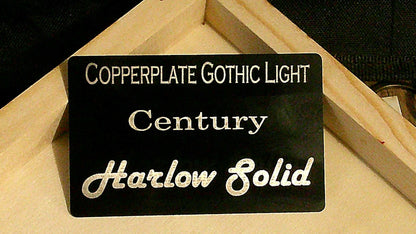 COPPERPLATE GOTHIC LIGHT
Century
Harlow Solid